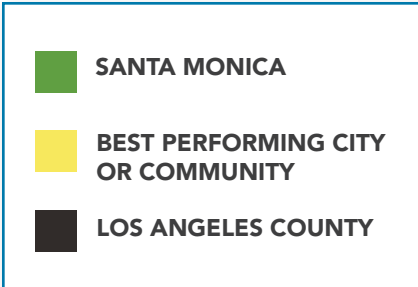 SANTA MONICA
BEST PERFORMING CITY
OR COMMUNITY
LOS ANGELES COUNTY